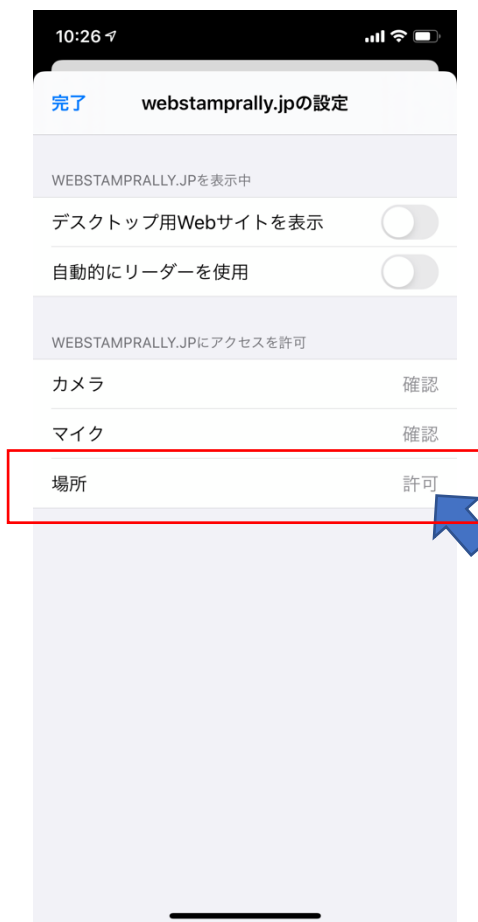 10:26
完了 webstamprally.jpの設定
WEBSTAMPRALLY.JPを表示中
デスクトップ用Webサイトを表示
自動的にリーダーを使用
WEBSTAMPRALLY.JPにアクセスを許可
カメラ 確認
マイク 確認
場所 許可